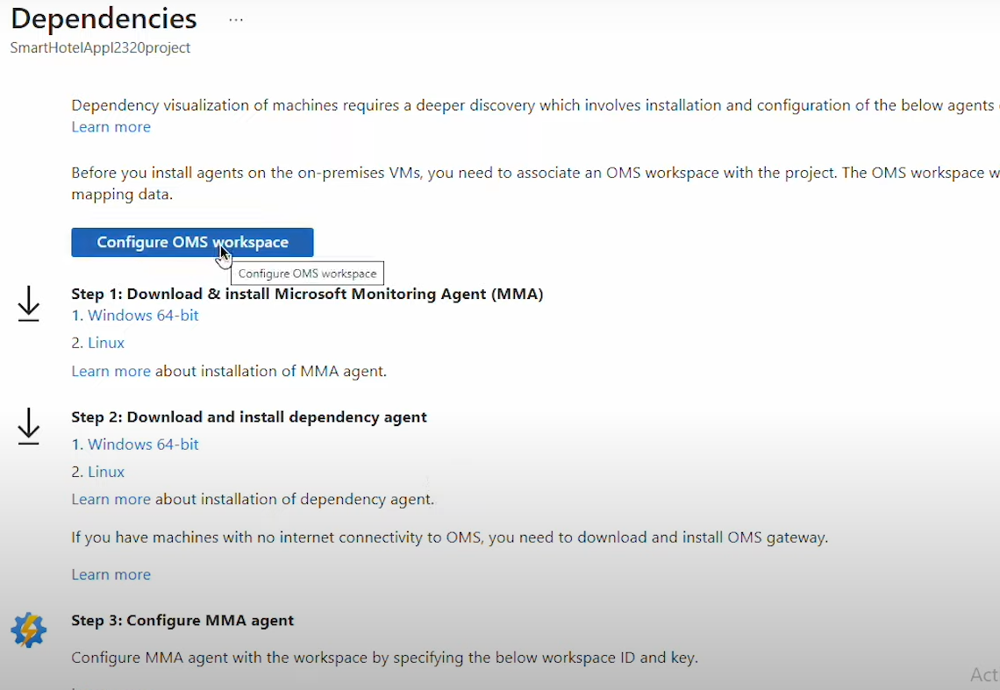 Dependencies ...
SmartHotelAppl2320project
Dependency visualization of machines requires a deeper discovery which involves installation and configuration of the below agents
Learn more
Before you install agents on the on-premises VMs, you need to associate an OMS workspace with the project. The OMS workspace w
mapping data.
Configure OMS workspace
Configure OMS workspace
Step 1: Download & install Microsoft Monitoring Agent (MMA)
1. Windows 64-bit
2. Linux
Learn more about installation of MMA agent.
Step 2: Download and install dependency agent
1. Windows 64-bit
2. Linux
Learn more about installation of dependency agent.
If you have machines with no internet connectivity to OMS, you need to download and install OMS gateway.
Learn more
Step 3: Configure MMA agent
Configure MMA agent with the workspace by specifying the below workspace ID and key.
Act